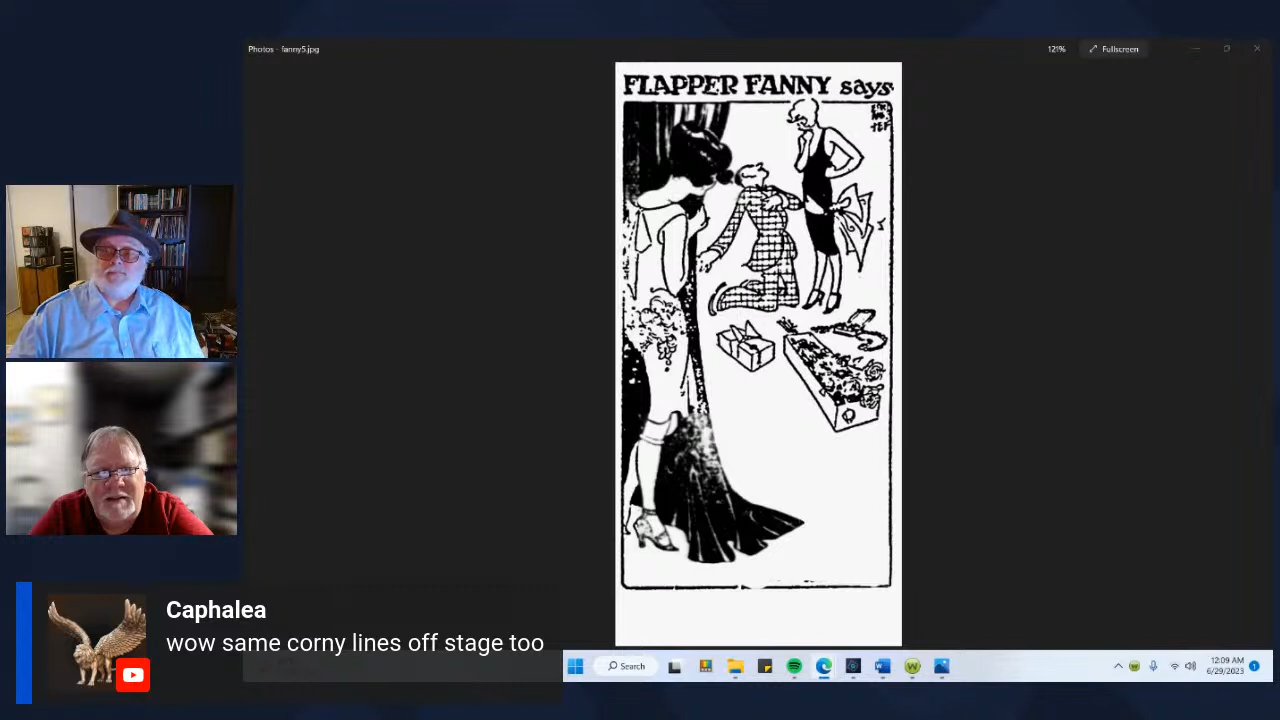 Photos - fanny5.jpg
121%
Fullscreen
FLAPPER FANNY says
Caphalea
wow same corny lines off stage too
Search
12:09 AM
6/29/2023
1